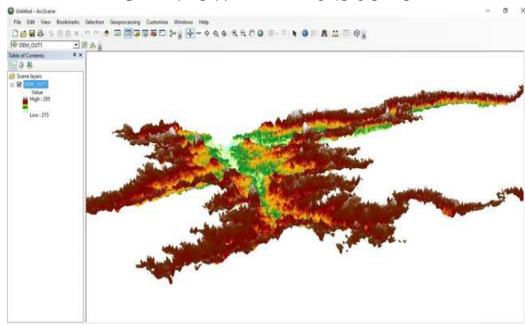 Untitled - ArcScene
File Edit View Bookmarks Selection Geoprocessing Customize Windows Help
DEM_OUT1
Table of Contents
Scene layers
DEM_OUT1
Value
High : 295
Low : 215